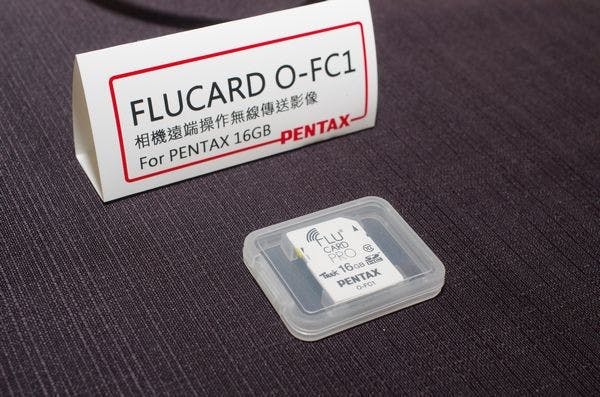 FLUCARD O-FC1
相機遠端操作無線傳送影像
For PENTAX 16GB
PENTAX
FLU
CARD
PRO
Trek 16GB
PENTAX
O-FC1